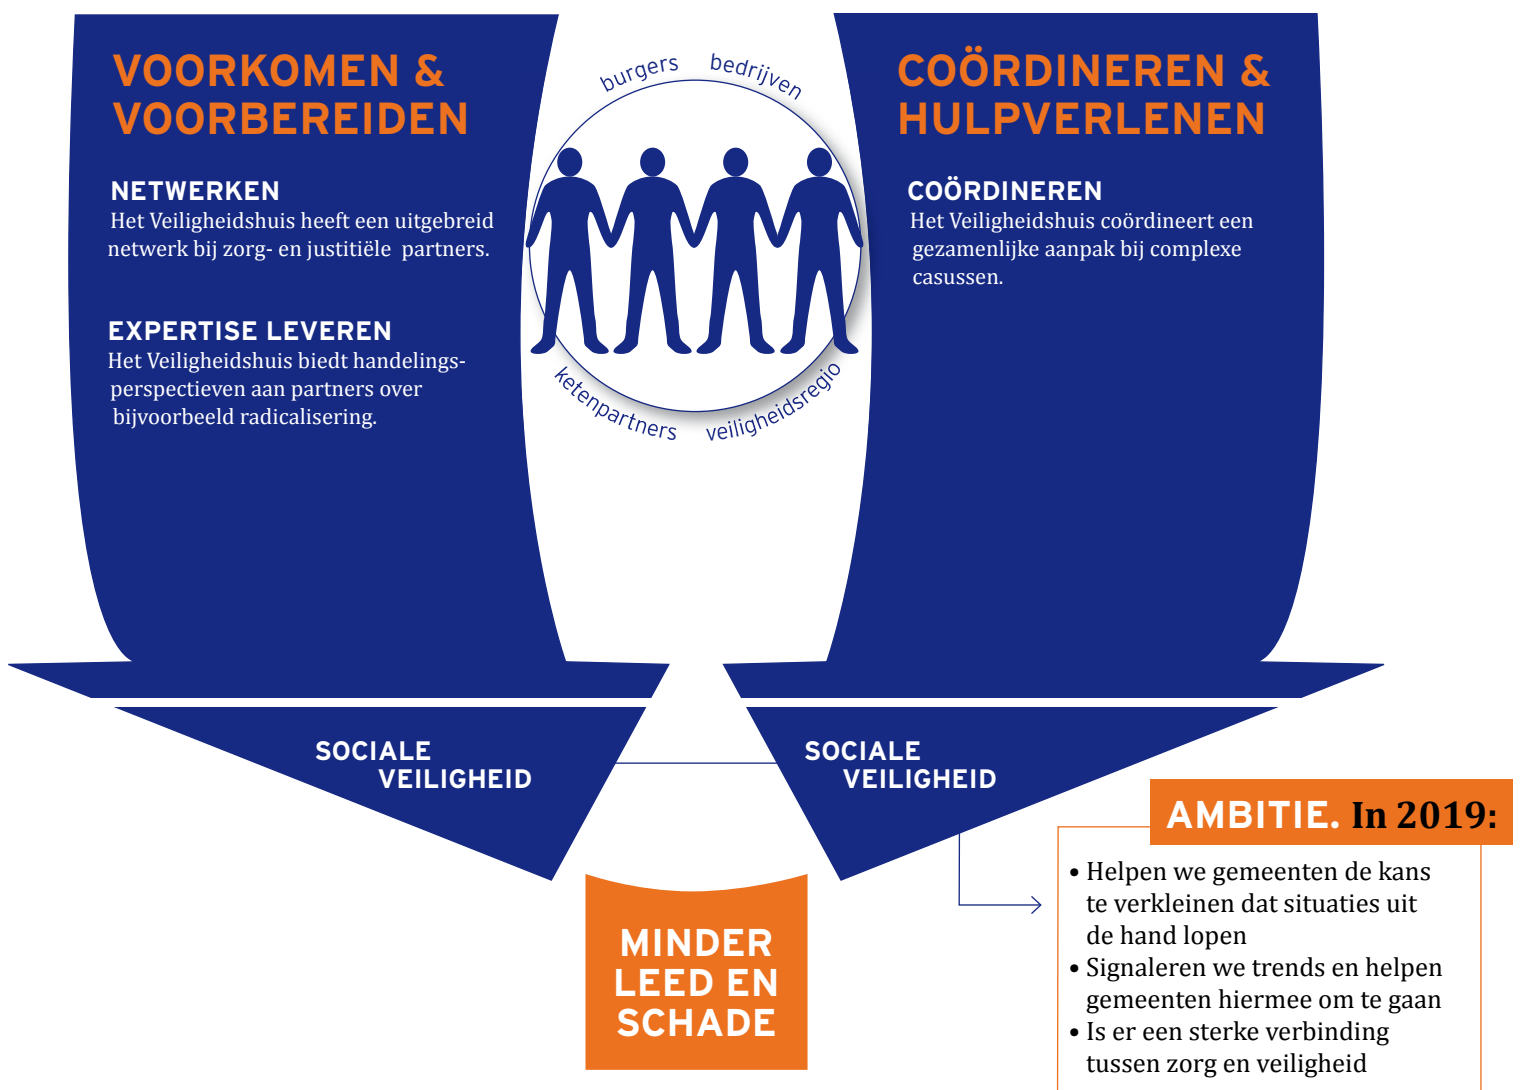 VOORKOMEN &
VOORBEREIDEN
NETWERKEN
Het Veiligheidshuis heeft een uitgebreid
netwerk bij zorg- en justitiële partners.
EXPERTISE LEVEREN
Het Veiligheidshuis biedt handelings-
perspectieven aan partners over
bijvoorbeeld radicalisering.
burgers bedrijven
ketenpartners veiligheidsregio
COÖRDINEREN &
HULPVERLENEN
COÖRDINEREN
Het Veiligheidshuis coördineert een
gezamenlijke aanpak bij complexe
casussen.
SOCIALE
VEILIGHEID
SOCIALE
VEILIGHEID
MINDER
LEED EN
SCHADE
AMBITIE. In 2019:
• Helpen we gemeenten de kans
te verkleinen dat situaties uit
de hand lopen
• Signaleren we trends en helpen
gemeenten hiermee om te gaan
• Is er een sterke verbinding
tussen zorg en veiligheid